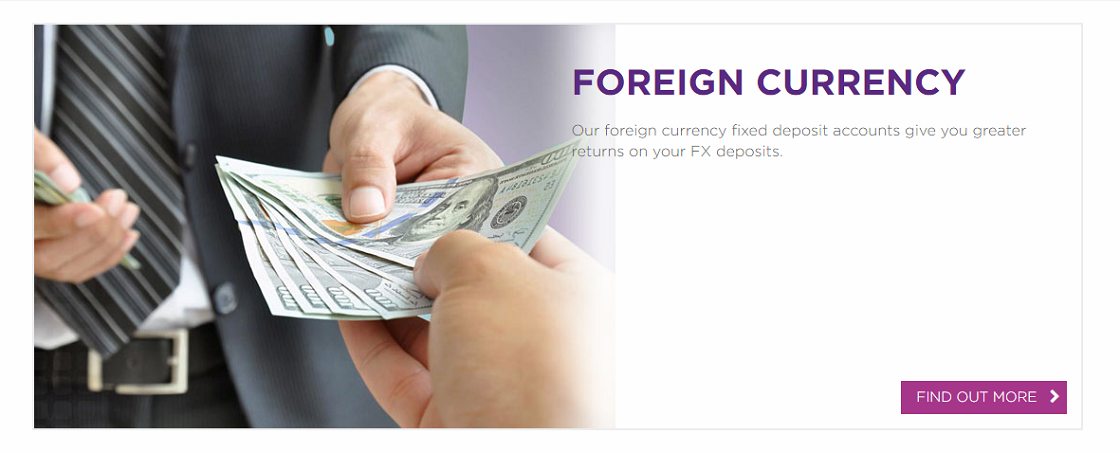 FOREIGN CURRENCY
Our foreign currency fixed deposit accounts give you greater
returns on your FX deposits.
FIND OUT MORE